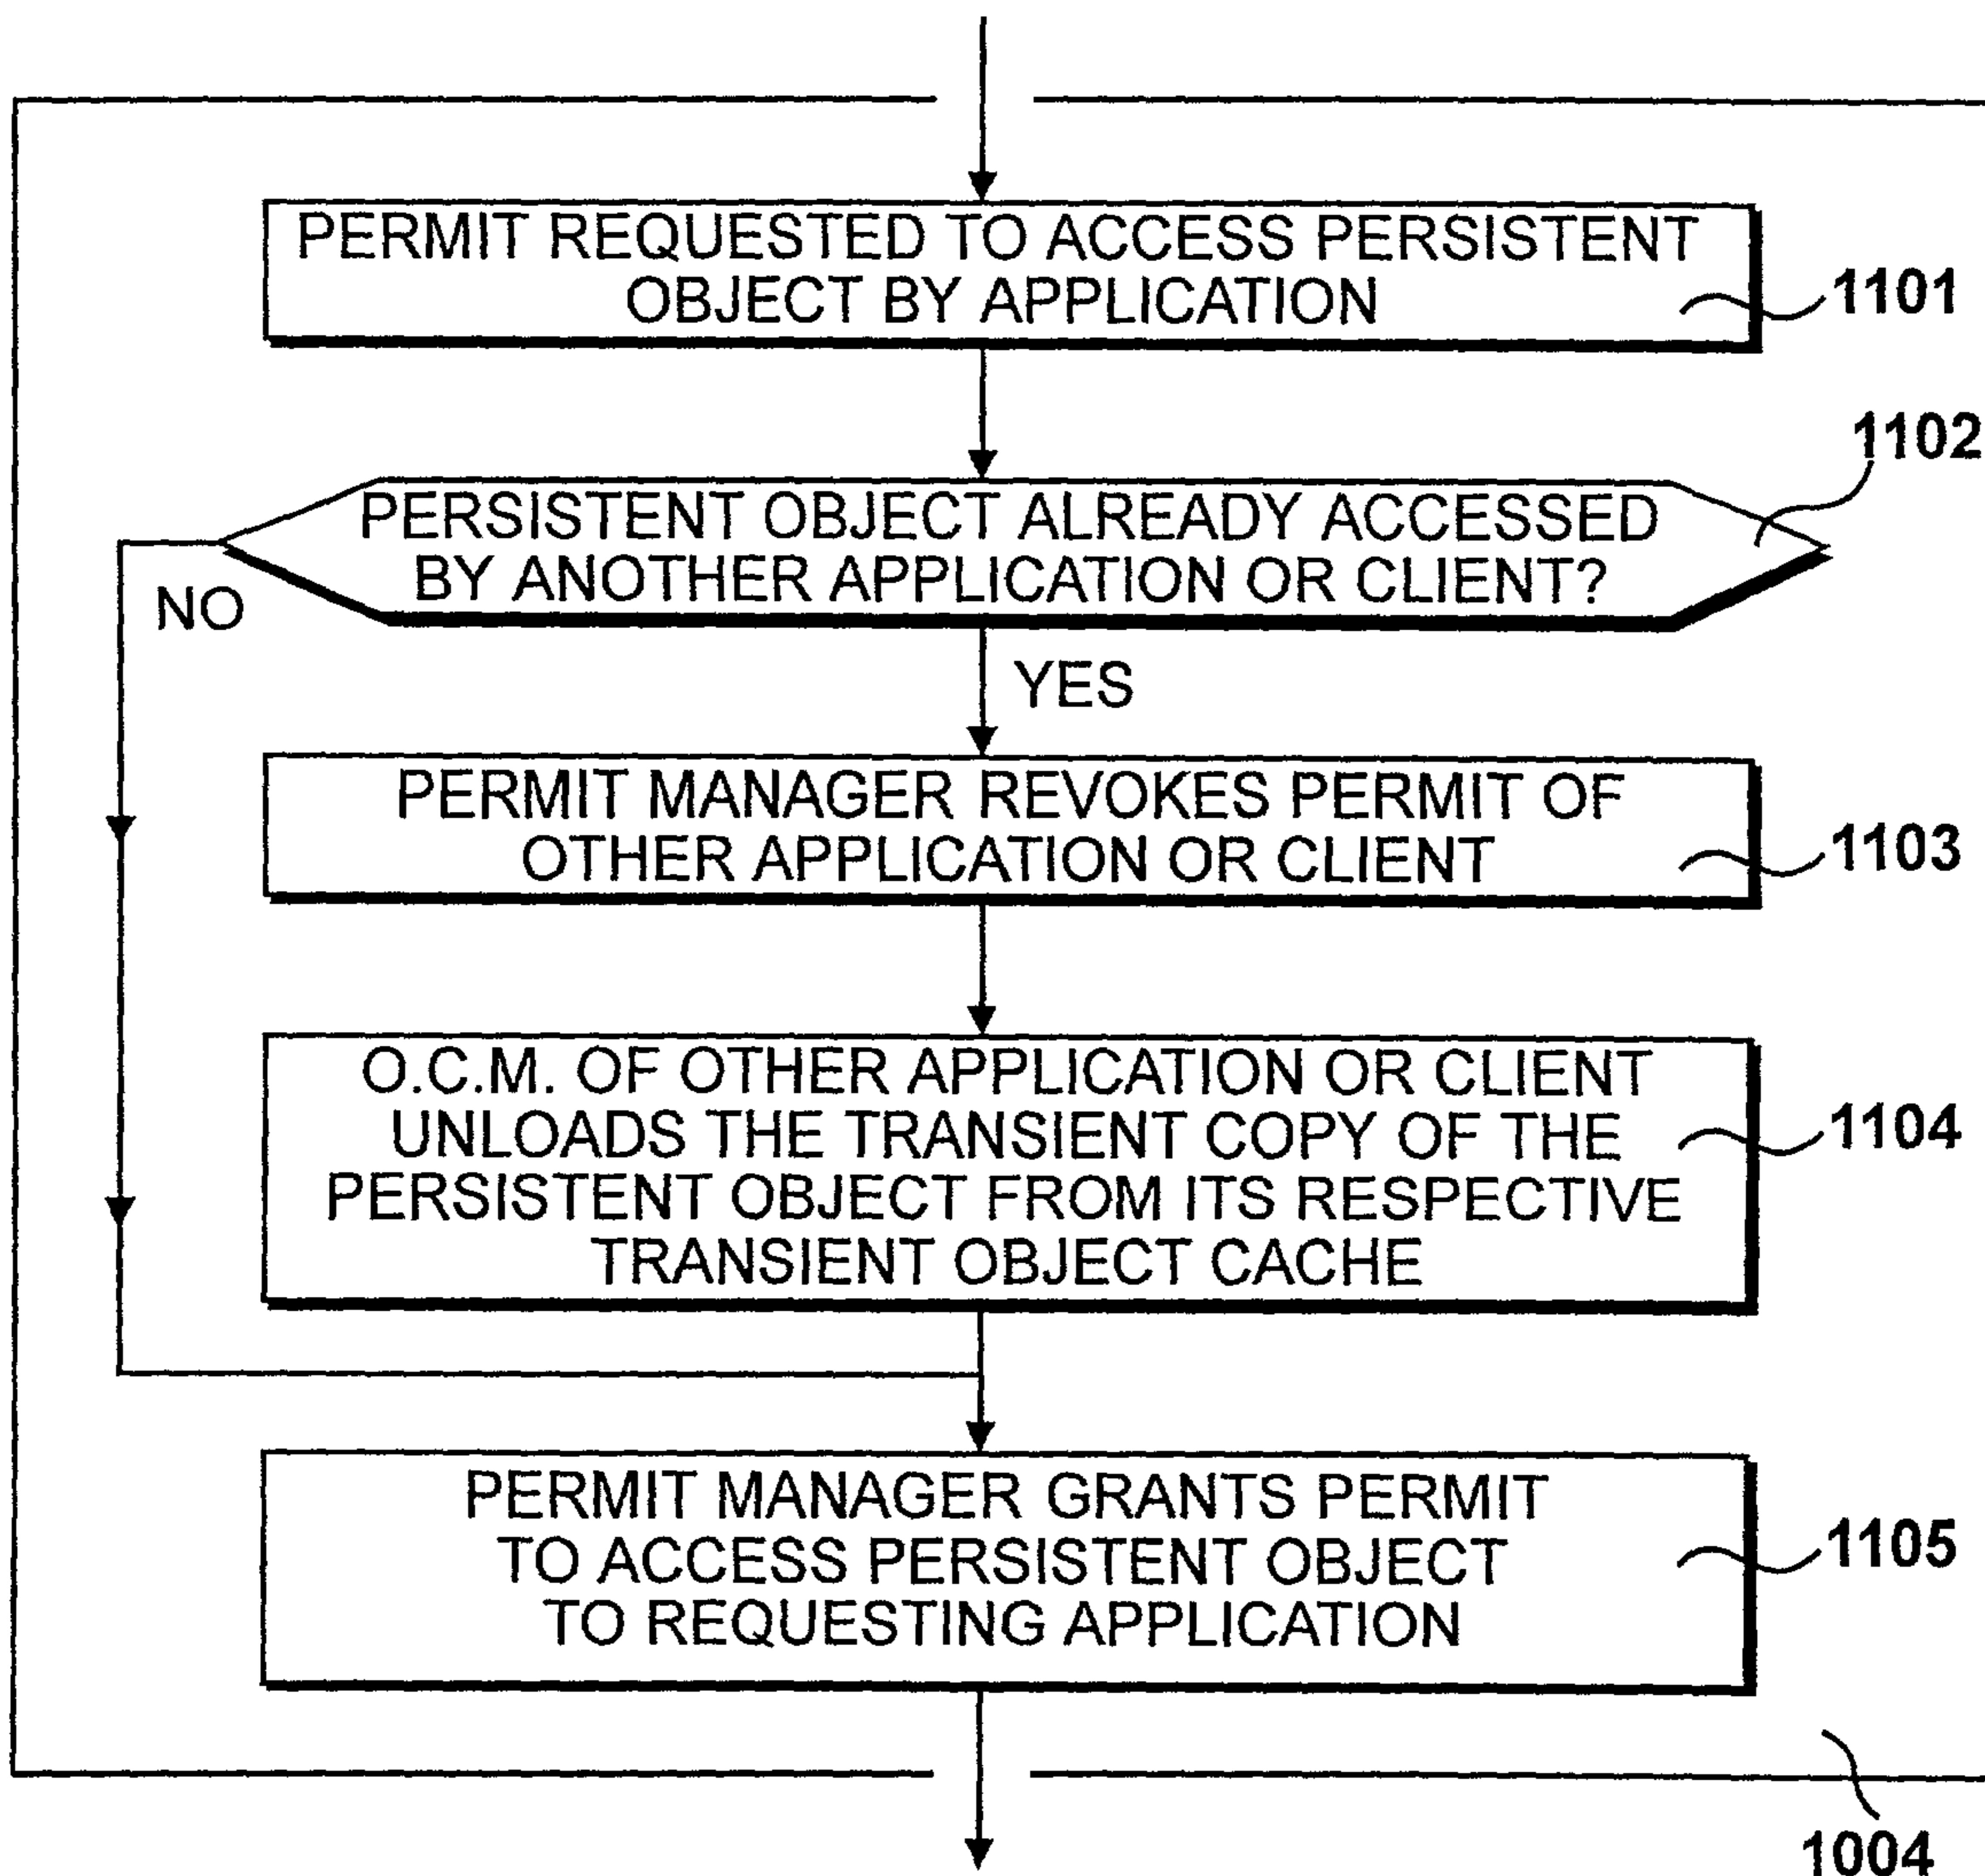 PERMIT REQUESTED TO ACCESS PERSISTENT
OBJECT BY APPLICATION
1101
1102
PERSISTENT OBJECT ALREADY ACCESSED
BY ANOTHER APPLICATION OR CLIENT?
NO
YES
PERMIT MANAGER REVOKES PERMIT OF
OTHER APPLICATION OR CLIENT
1103
O.C.M. OF OTHER APPLICATION OR CLIENT
UNLOADS THE TRANSIENT COPY OF THE
PERSISTENT OBJECT FROM ITS RESPECTIVE
TRANSIENT OBJECT CACHE
1104
PERMIT MANAGER GRANTS PERMIT
TO ACCESS PERSISTENT OBJECT
TO REQUESTING APPLICATION
1105
1004